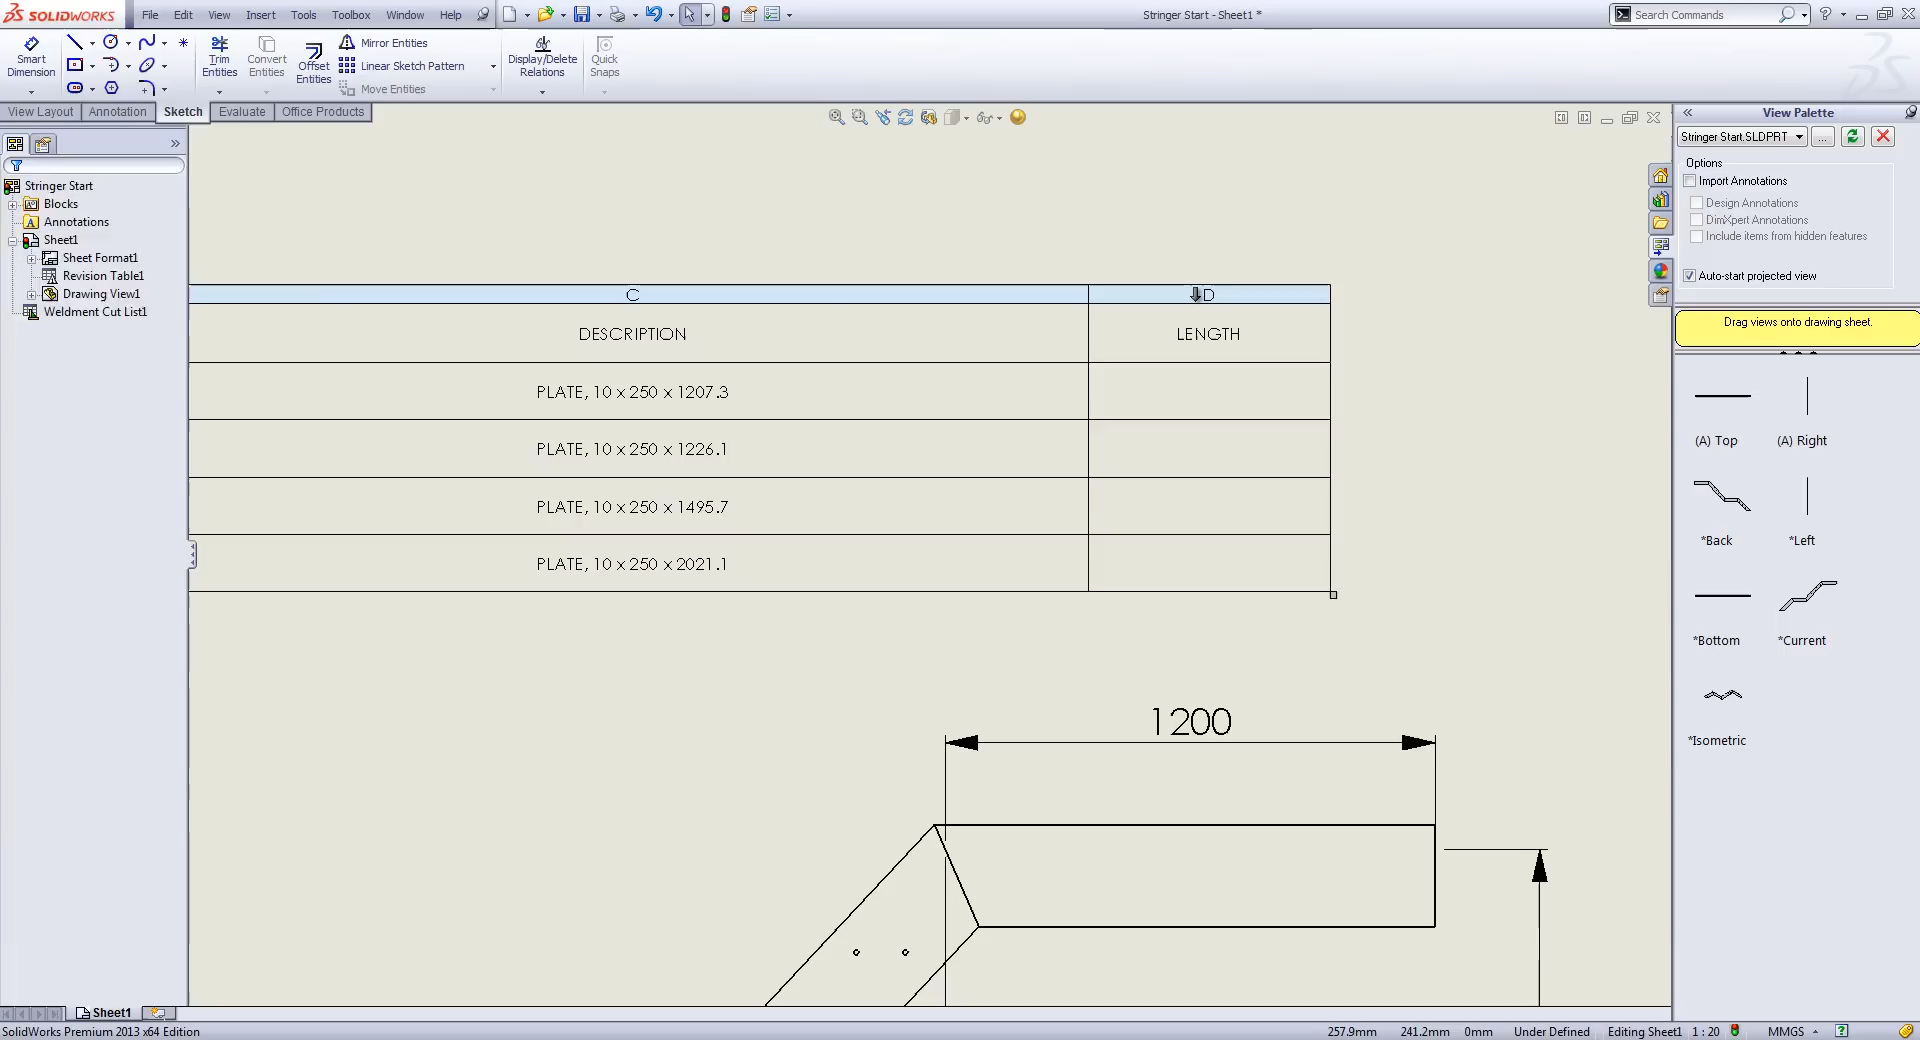 SOLIDWORKS
File Edit View Insert Tools Toolbox Window Help
Stringer Start - Sheet1 *
Search Commands
Smart Dimension
Trim Entities
Convert Entities
Offset Entities
Mirror Entities
Linear Sketch Pattern
Move Entities
Display/Delete Relations
Quick Snaps
View Layout Annotation Sketch Evaluate Office Products
Stringer Start
Blocks
Annotations
Sheet1
Sheet Format1
Revision Table1
Drawing View1
Weldment Cut List1
C D
DESCRIPTION LENGTH
PLATE, 10 x 250 x 1207.3
PLATE, 10 x 250 x 1226.1
PLATE, 10 x 250 x 1495.7
PLATE, 10 x 250 x 2021.1
1200
View Palette
Stringer Start.SLDPRT ...
Options
Import Annotations
Design Annotations
DimXpert Annotations
Include items from hidden features
Auto-start projected view
Drag views onto drawing sheet.
(A) Top (A) Right
*Back *Left
*Bottom *Current
*Isometric
Sheet1
SolidWorks Premium 2013 x64 Edition
257.9mm 241.2mm 0mm Under Defined Editing Sheet1 1 : 20 MMGS